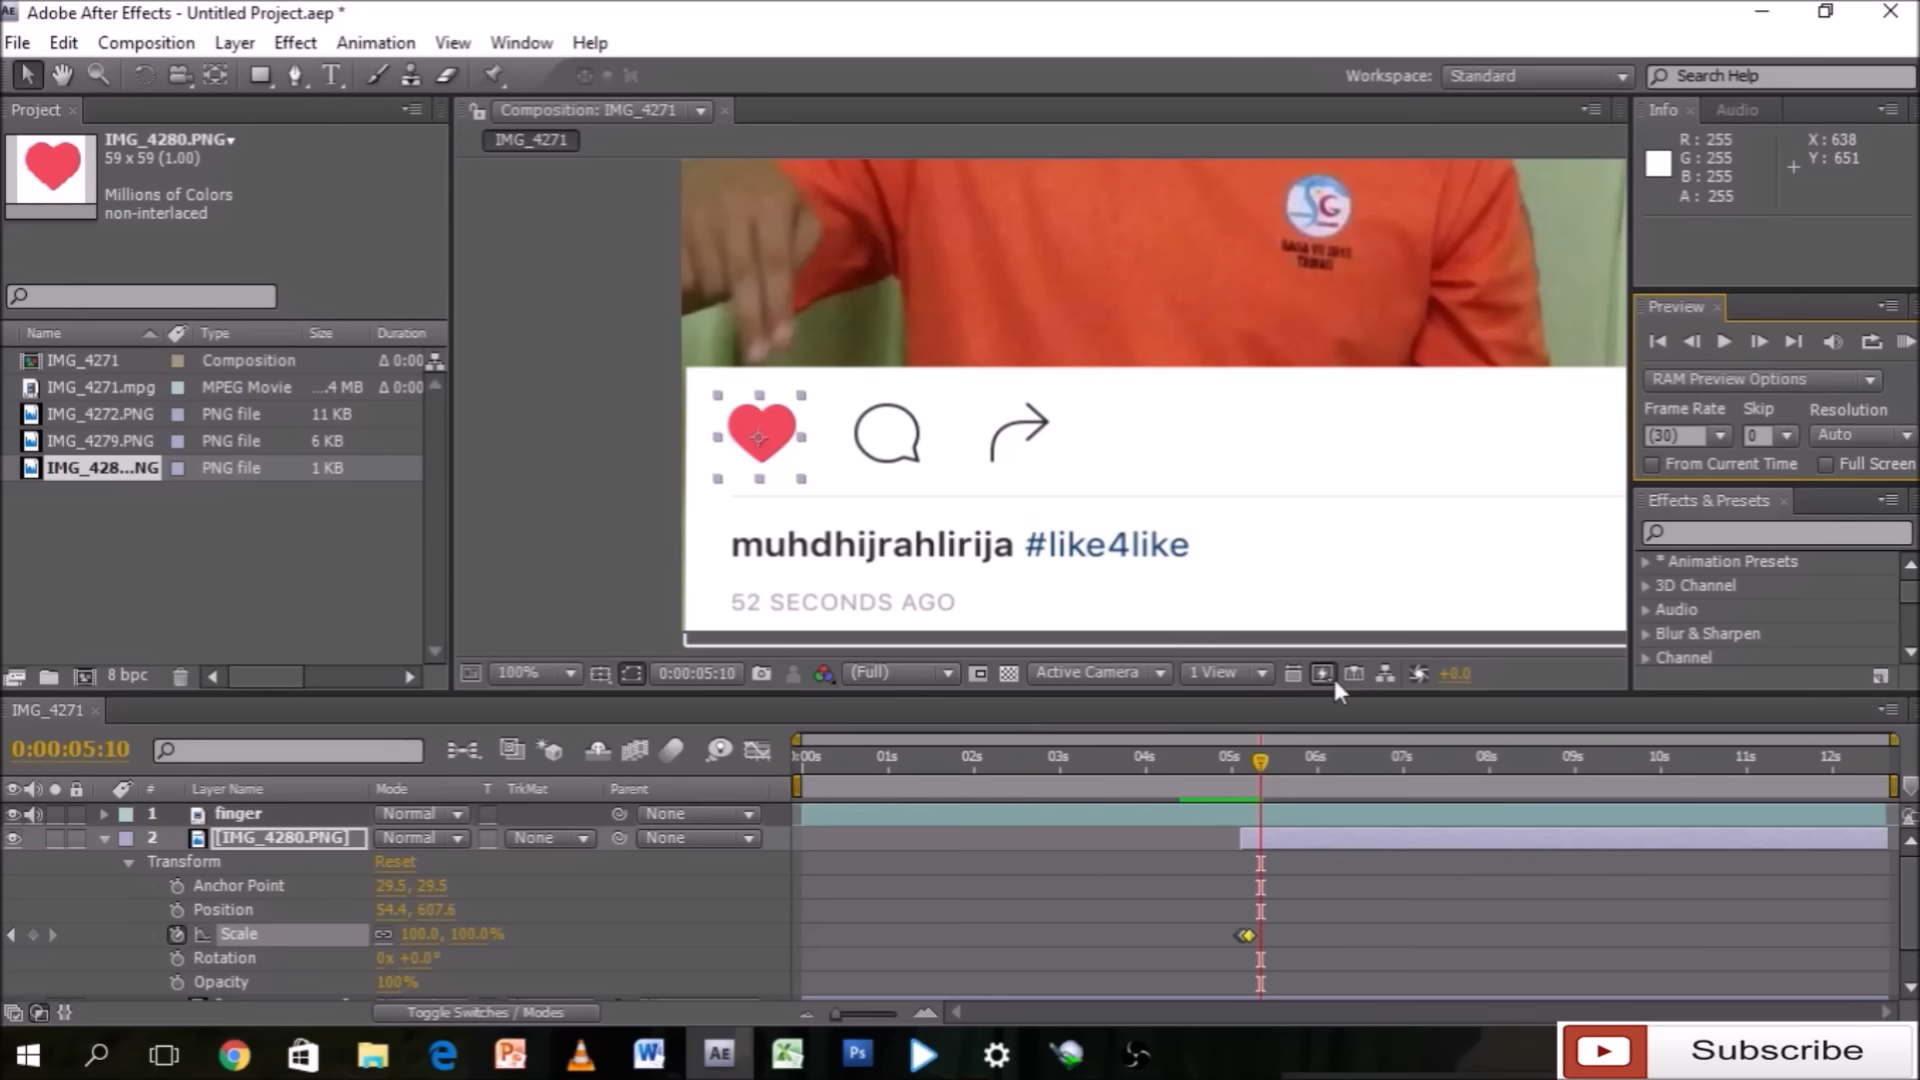 Adobe After Effects - Untitled Project.aep *
File Edit Composition Layer Effect Animation View Window Help
Workspace: Standard Search Help
Project
IMG_4280.PNG
59 x 59 (1.00)
Millions of Colors
non-interlaced
Name Type Size Duration
IMG_4271 Composition Δ 0:00
IMG_4271.mpg MPEG Movie ....4 MB Δ 0:00
IMG_4272.PNG PNG file 11 KB
IMG_4279.PNG PNG file 6 KB
IMG_428...NG PNG file 1 KB
8 bpc
Composition: IMG_4271
IMG_4271
SG
muhdhijrahlirija #like4like
52 SECONDS AGO
100% 0:00:05:10 (Full) Active Camera 1 View +0.0
Info Audio
R: 255 X: 638
G: 255 Y: 651
B: 255
A: 255
Preview
RAM Preview Options
Frame Rate Skip Resolution
(30) 0 Auto
From Current Time Full Screen
Effects & Presets
* Animation Presets
3D Channel
Audio
Blur & Sharpen
Channel
IMG_4271
0:00:05:10
# Layer Name Mode T TrkMat Parent
1 finger Normal None
2 [IMG_4280.PNG] Normal None None
Transform Reset
Anchor Point 29.5, 29.5
Position 54.4, 607.6
Scale 100.0, 100.0%
Rotation 0x +0.0°
Opacity 100%
Toggle Switches / Modes
):00s 01s 02s 03s 04s 05s 06s 07s 08s 09s 10s 11s 12s
Subscribe